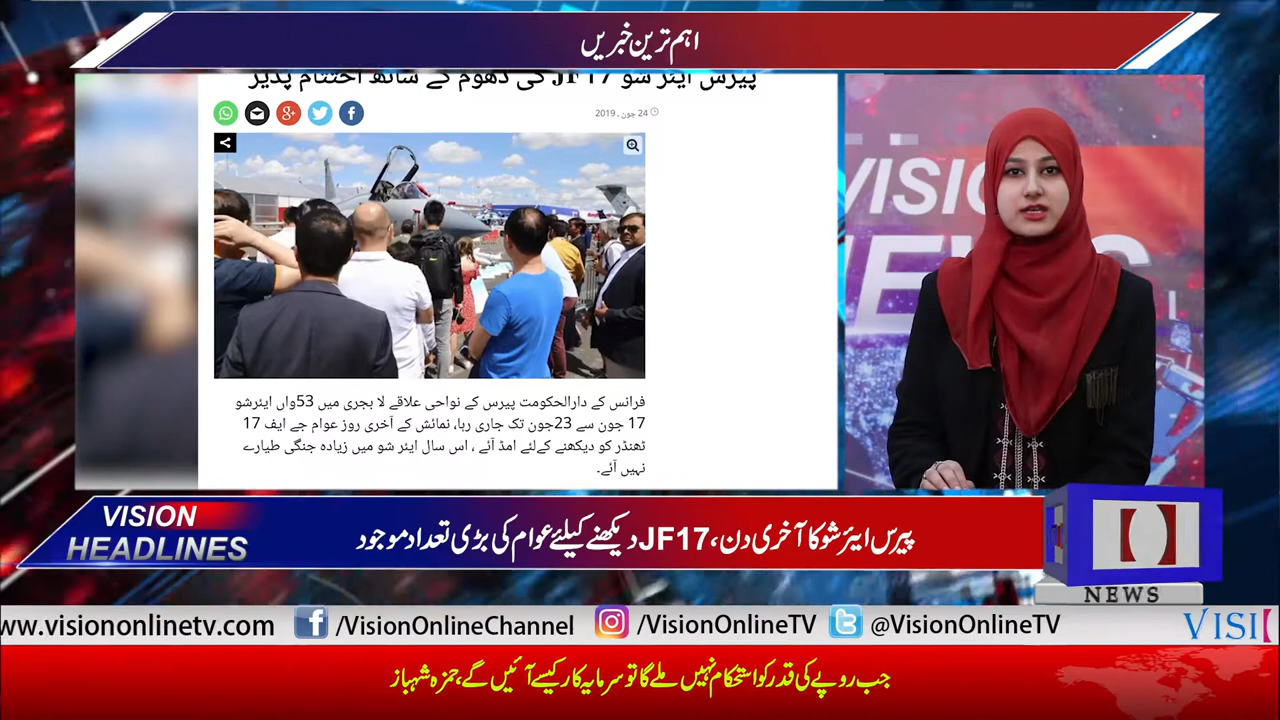 اہم ترین خبریں
پیرس ایئر شو JF17 کی دھوم کے ساتھ اختتام پذیر
24 جون ، 2019
فرانس کے دارالحکومت پیرس کے نواحی علاقے لا بجری میں 53واں ایئرشو
17 جون سے 23جون تک جاری رہا، نمائش کے آخری روز عوام جے ایف 17
ٹھنڈر کو دیکھنے کےلئے امڈ آئے ، اس سال ایئر شو میں زیادہ جنگی طیارے
نہیں آئے۔
VISION
NEWS
VISION
HEADLINES
پیرس ایئر شو کا آخری دن، JF17 دیکھنے کیلئے عوام کی بڑی تعداد موجود
NEWS
www.visiononlinetv.com
/VisionOnlineChannel
/VisionOnlineTV
@VisionOnlineTV
VISI
جب روپے کی قدر کو استحکام نہیں ملے گا تو سرمایہ کار کیسے آئیں گے، حمزہ شہباز